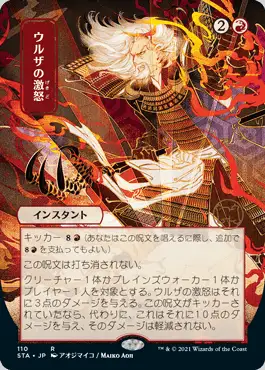 ウルザの激怒
げきど
2
インスタント
キッカー 8 (あなたはこの呪文を唱えるに際し、追加で
8 を支払ってもよい。)
この呪文は打ち消されない。
クリーチャー1体かプレインズウォーカー1体か
プレイヤー1人を対象とする。ウルザの激怒はそれ
に3点のダメージを与える。この呪文がキッカーさ
れていたなら、代わりに、これはそれに10点のダメ
ージを与え、そのダメージは軽減されない。
110 R
STA • JP アオジマイコ / MAIKO AOJI
™ & © 2021 Wizards of the Coast